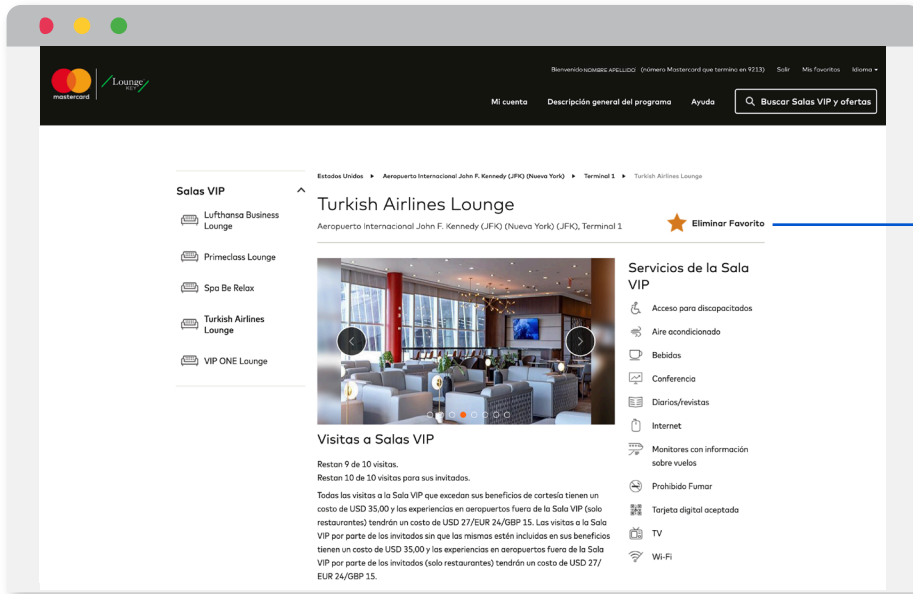 mastercard
Lounge
KEY
Bienvenido NOMBRE APELLIDO (número Mastercard que termina en 9213) Salir Mis favoritos Idioma
Mi cuenta Descripción general del programa Ayuda Buscar Salas VIP y ofertas
Salas VIP
Lufthansa Business
Lounge
Primeclass Lounge
Spa Be Relax
Turkish Airlines
Lounge
VIP ONE Lounge
Estados Unidos Aeropuerto Internacional John F. Kennedy (JFK) (Nueva York) Terminal 1 Turkish Airlines Lounge
Turkish Airlines Lounge
Aeropuerto Internacional John F. Kennedy (JFK) (Nueva York) (JFK), Terminal 1
Eliminar Favorito
Visitas a Salas VIP
Restan 9 de 10 visitas.
Restan 10 de 10 visitas para sus invitados.
Todas las visitas a la Sala VIP que excedan sus beneficios de cortesía tienen un
costo de USD 35,00 y las experiencias en aeropuertos fuera de la Sala VIP (solo
restaurantes) tendrán un costo de USD 27/EUR 24/GBP 15. Las visitas a la Sala
VIP por parte de los invitados sin que las mismas estén incluidas en sus beneficios
tienen un costo de USD 35,00 y las experiencias en aeropuertos fuera de la Sala
VIP por parte de los invitados (solo restaurantes) tendrán un costo de USD 27/
EUR 24/GBP 15.
Servicios de la Sala
VIP
Acceso para discapacitados
Aire acondicionado
Bebidas
Conferencia
Diarios/revistas
Internet
Monitores con información
sobre vuelos
Prohibido Fumar
Tarjeta digital aceptada
TV
Wi-Fi